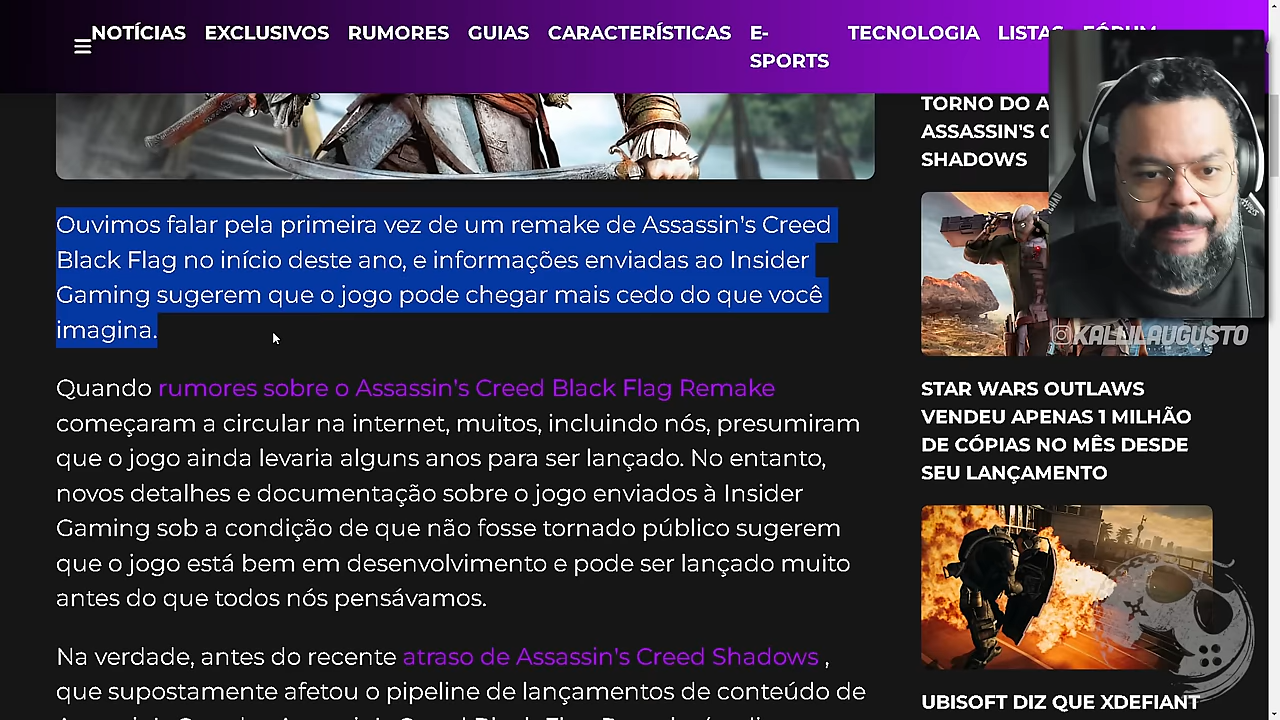 NOTÍCIAS EXCLUSIVOS RUMORES GUIAS CARACTERÍSTICAS E-SPORTS TECNOLOGIA LISTAS FÓRUM
Ouvimos falar pela primeira vez de um remake de Assassin's Creed
Black Flag no início deste ano, e informações enviadas ao Insider
Gaming sugerem que o jogo pode chegar mais cedo do que você
imagina.
Quando rumores sobre o Assassin's Creed Black Flag Remake
começaram a circular na internet, muitos, incluindo nós, presumiram
que o jogo ainda levaria alguns anos para ser lançado. No entanto,
novos detalhes e documentação sobre o jogo enviados à Insider
Gaming sob a condição de que não fosse tornado público sugerem
que o jogo está bem em desenvolvimento e pode ser lançado muito
antes do que todos nós pensávamos.
Na verdade, antes do recente atraso de Assassin's Creed Shadows ,
que supostamente afetou o pipeline de lançamentos de conteúdo de
TORNO DO
ASSASSIN'S
SHADOWS
KALLILAUGUSTO
STAR WARS OUTLAWS
VENDEU APENAS 1 MILHÃO
DE CÓPIAS NO MÊS DESDE
SEU LANÇAMENTO
UBISOFT DIZ QUE XDEFIANT